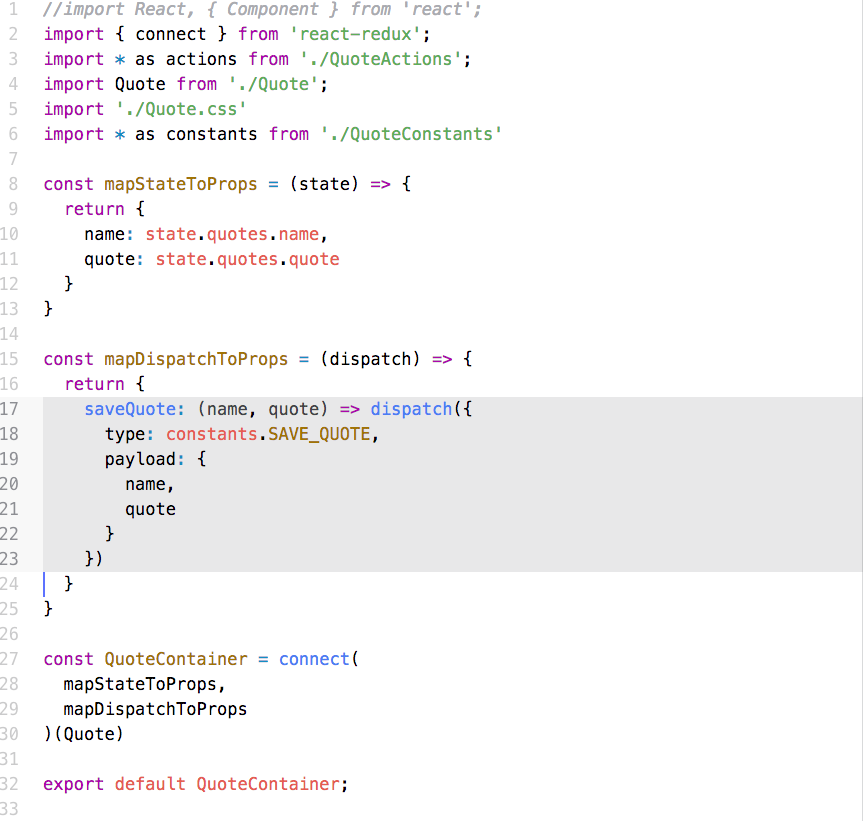 1 //import React, { Component } from 'react';
2 import { connect } from 'react-redux';
3 import * as actions from './QuoteActions';
4 import Quote from './Quote';
5 import './Quote.css'
6 import * as constants from './QuoteConstants'
7
8 const mapStateToProps = (state) => {
9   return {
10     name: state.quotes.name,
11     quote: state.quotes.quote
12   }
13 }
14
15 const mapDispatchToProps = (dispatch) => {
16   return {
17     saveQuote: (name, quote) => dispatch({
18       type: constants.SAVE_QUOTE,
19       payload: {
20         name,
21         quote
22       }
23     })
24   }
25 }
26
27 const QuoteContainer = connect(
28   mapStateToProps,
29   mapDispatchToProps
30 )(Quote)
31
32 export default QuoteContainer;
33